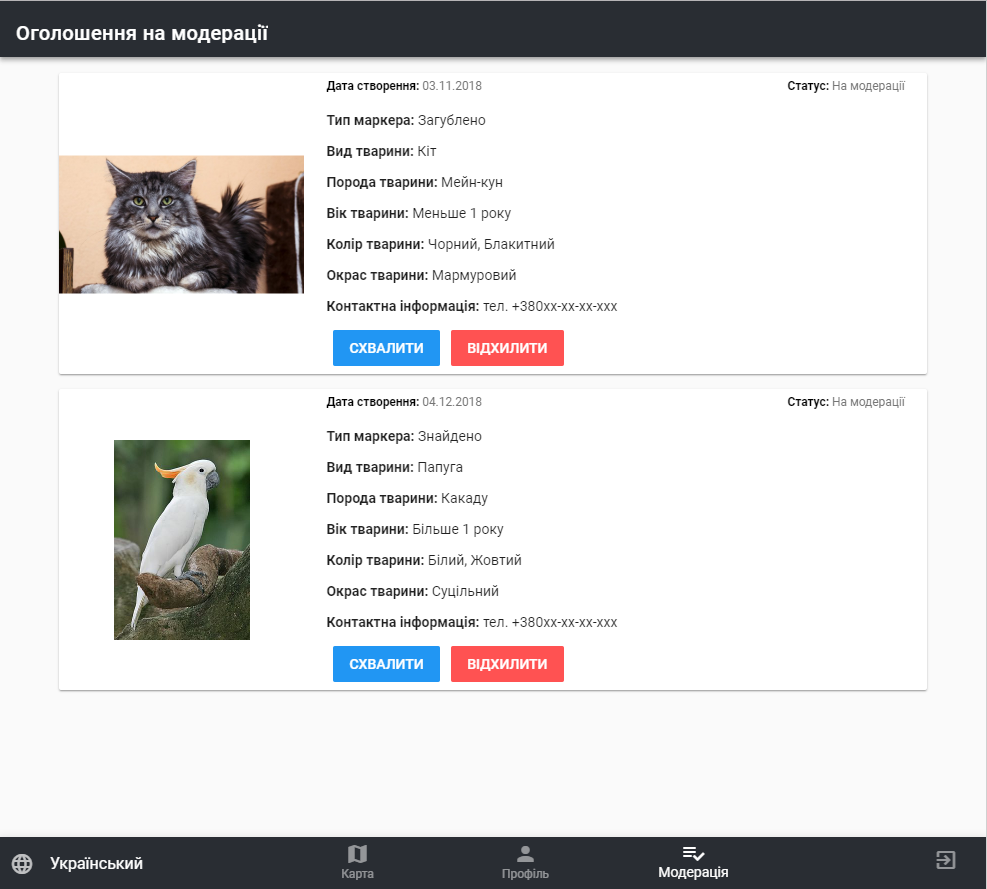 Оголошення на модерації
Дата створення: 03.11.2018 Статус: На модерації
Тип маркера: Загублено
Вид тварини: Кіт
Порода тварини: Мейн-кун
Вік тварини: Меньше 1 року
Колір тварини: Чорний, Блакитний
Окрас тварини: Мармуровий
Контактна інформація: тел. +380xx-xx-xx-xxx
СХВАЛИТИ ВІДХИЛИТИ
Дата створення: 04.12.2018 Статус: На модерації
Тип маркера: Знайдено
Вид тварини: Папуга
Порода тварини: Какаду
Вік тварини: Більше 1 року
Колір тварини: Білий, Жовтий
Окрас тварини: Суцільний
Контактна інформація: тел. +380xx-xx-xx-xxx
СХВАЛИТИ ВІДХИЛИТИ
Український Карта Профіль Модерація